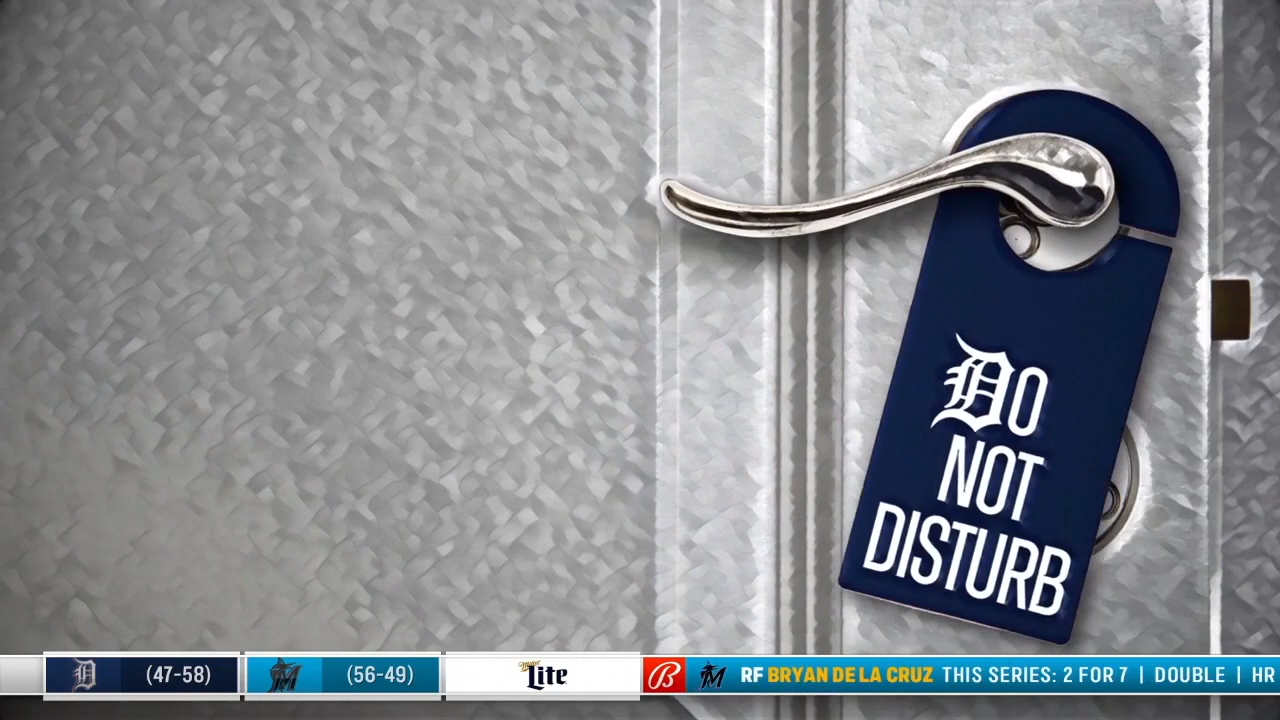 DO
NOT
DISTURB
D (47-58)
M (56-49)
Miller Lite
B M RF BRYAN DE LA CRUZ THIS SERIES: 2 FOR 7 | DOUBLE | HR